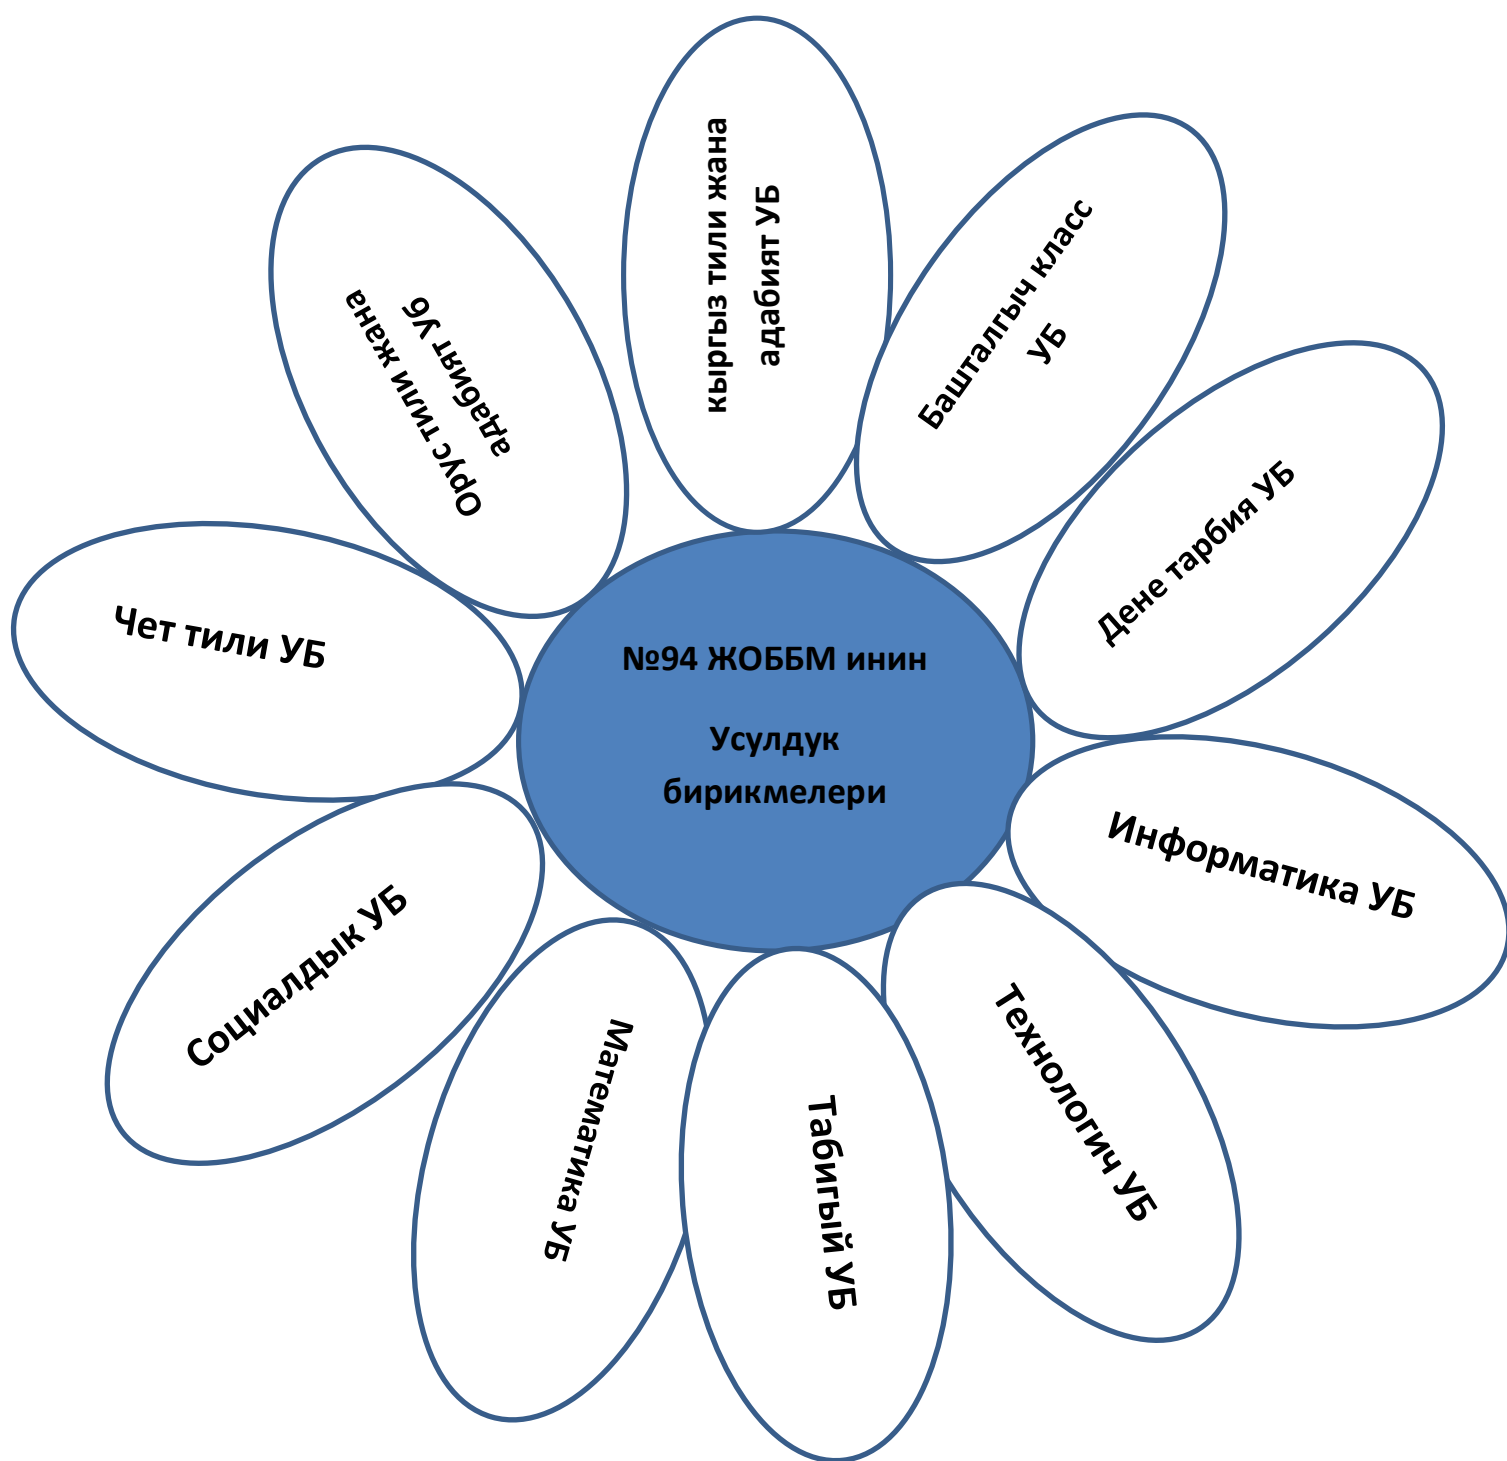 №94 ЖОББМ инин
Усулдук
бирикмелери
кыргыз тили жана
адабият УБ
Башталгыч класс
УБ
Дене тарбия УБ
Информатика УБ
Технологич УБ
Табигый УБ
Математика УБ
Социалдык УБ
Чет тили УБ
Орус тили жана
адабият Уб